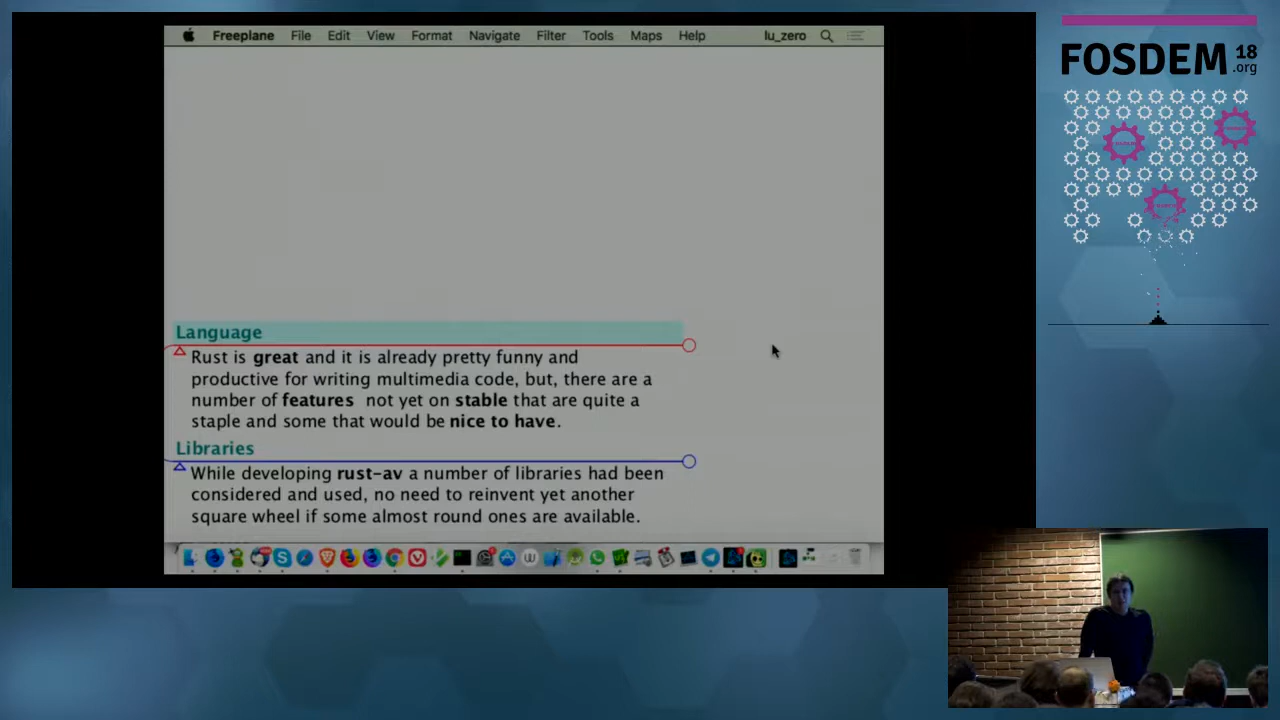 Freeplane File Edit View Format Navigate Filter Tools Maps Help lu_zero
FOSDEM 18
.org
Language
Rust is great and it is already pretty funny and
productive for writing multimedia code, but, there are a
number of features not yet on stable that are quite a
staple and some that would be nice to have.
Libraries
While developing rust-av a number of libraries had been
considered and used, no need to reinvent yet another
square wheel if some almost round ones are available.